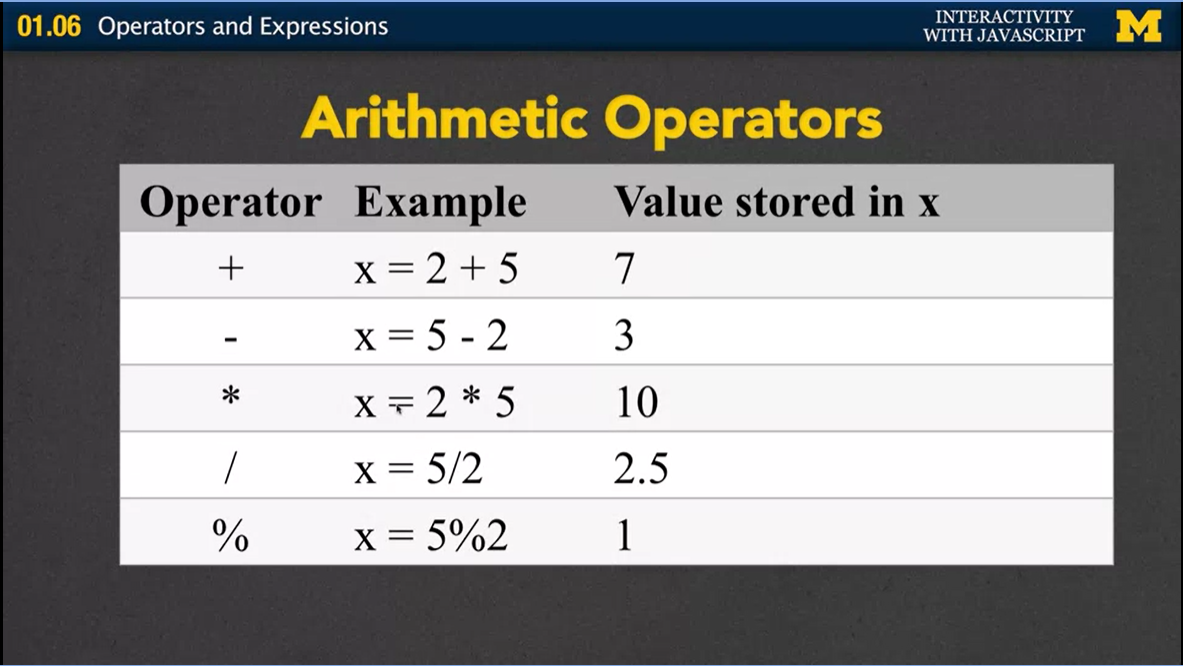 01.06 Operators and Expressions
INTERACTIVITY
WITH JAVASCRIPT
M
Arithmetic Operators
Operator Example Value stored in x
+ x = 2 + 5 7
- x = 5 - 2 3
* x = 2 * 5 10
/ x = 5/2 2.5
% x = 5%2 1